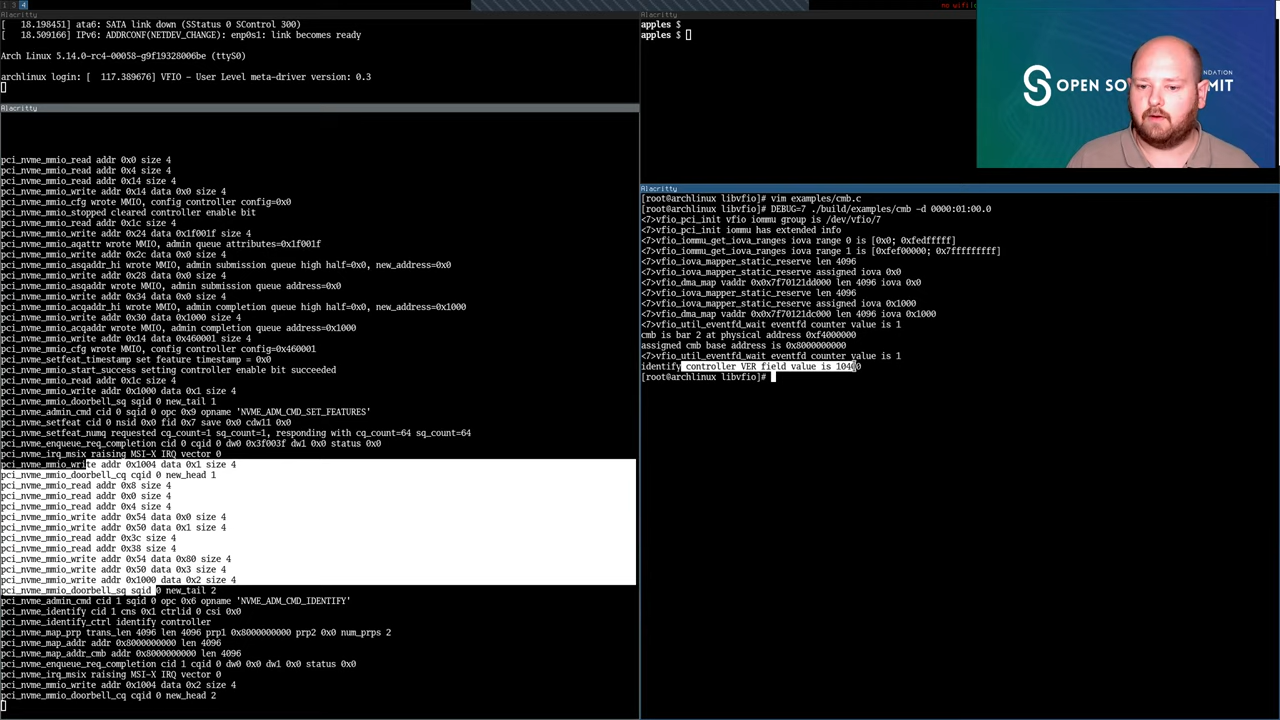 1 3 4
no wifi
Alacritty
[   18.198451] ata6: SATA link down (SStatus 0 SControl 300)
[   18.509166] IPv6: ADDRCONF(NETDEV_CHANGE): enp0s1: link becomes ready
Arch Linux 5.14.0-rc4-00058-g9f19328006be (ttyS0)
archlinux login: [  117.389676] VFIO - User Level meta-driver version: 0.3
Alacritty
pci_nvme_mmio_read addr 0x0 size 4
pci_nvme_mmio_read addr 0x4 size 4
pci_nvme_mmio_read addr 0x14 size 4
pci_nvme_mmio_write addr 0x14 data 0x0 size 4
pci_nvme_mmio_cfg wrote MMIO, config controller config=0x0
pci_nvme_mmio_stopped cleared controller enable bit
pci_nvme_mmio_read addr 0x1c size 4
pci_nvme_mmio_write addr 0x24 data 0x1f001f size 4
pci_nvme_mmio_aqattr wrote MMIO, admin queue attributes=0x1f001f
pci_nvme_mmio_write addr 0x2c data 0x0 size 4
pci_nvme_mmio_asqaddr_hi wrote MMIO, admin submission queue high half=0x0, new_address=0x0
pci_nvme_mmio_write addr 0x28 data 0x0 size 4
pci_nvme_mmio_asqaddr wrote MMIO, admin submission queue address=0x0
pci_nvme_mmio_write addr 0x34 data 0x0 size 4
pci_nvme_mmio_acqaddr_hi wrote MMIO, admin completion queue high half=0x0, new_address=0x1000
pci_nvme_mmio_write addr 0x30 data 0x1000 size 4
pci_nvme_mmio_acqaddr wrote MMIO, admin completion queue address=0x1000
pci_nvme_mmio_write addr 0x14 data 0x460001 size 4
pci_nvme_mmio_cfg wrote MMIO, config controller config=0x460001
pci_nvme_setfeat_timestamp set feature timestamp = 0x0
pci_nvme_mmio_start_success setting controller enable bit succeeded
pci_nvme_mmio_read addr 0x1c size 4
pci_nvme_mmio_write addr 0x1000 data 0x1 size 4
pci_nvme_mmio_doorbell_sq sqid 0 new_tail 1
pci_nvme_admin_cmd cid 0 sqid 0 opc 0x9 opname 'NVME_ADM_CMD_SET_FEATURES'
pci_nvme_setfeat cid 0 nsid 0x0 fid 0x7 save 0x0 cdw11 0x0
pci_nvme_setfeat_numq requested cq_count=1 sq_count=1, responding with cq_count=64 sq_count=64
pci_nvme_enqueue_req_completion cid 0 cqid 0 dw0 0x3f003f dw1 0x0 status 0x0
pci_nvme_irq_msix raising MSI-X IRQ vector 0
pci_nvme_mmio_write addr 0x1004 data 0x1 size 4
pci_nvme_mmio_doorbell_cq cqid 0 new_head 1
pci_nvme_mmio_read addr 0x8 size 4
pci_nvme_mmio_read addr 0x0 size 4
pci_nvme_mmio_read addr 0x4 size 4
pci_nvme_mmio_write addr 0x54 data 0x0 size 4
pci_nvme_mmio_write addr 0x50 data 0x1 size 4
pci_nvme_mmio_read addr 0x3c size 4
pci_nvme_mmio_read addr 0x38 size 4
pci_nvme_mmio_write addr 0x54 data 0x80 size 4
pci_nvme_mmio_write addr 0x50 data 0x3 size 4
pci_nvme_mmio_write addr 0x1000 data 0x2 size 4
pci_nvme_mmio_doorbell_sq sqid 0 new_tail 2
pci_nvme_admin_cmd cid 1 sqid 0 opc 0x6 opname 'NVME_ADM_CMD_IDENTIFY'
pci_nvme_identify cid 1 cns 0x1 ctrlid 0 csi 0x0
pci_nvme_identify_ctrl identify controller
pci_nvme_map_prp trans_len 4096 len 4096 prp1 0x8000000000 prp2 0x0 num_prps 2
pci_nvme_map_addr addr 0x8000000000 len 4096
pci_nvme_map_addr_cmb addr 0x8000000000 len 4096
pci_nvme_enqueue_req_completion cid 1 cqid 0 dw0 0x0 dw1 0x0 status 0x0
pci_nvme_irq_msix raising MSI-X IRQ vector 0
pci_nvme_mmio_write addr 0x1004 data 0x2 size 4
pci_nvme_mmio_doorbell_cq cqid 0 new_head 2
Alacritty
apples $
apples $
NDATION
OPEN SO MIT
Alacritty
[root@archlinux libvfio]# vim examples/cmb.c
[root@archlinux libvfio]# DEBUG=7 ./build/examples/cmb -d 0000:01:00.0
<7>vfio_pci_init vfio iommu group is /dev/vfio/7
<7>vfio_pci_init iommu has extended info
<7>vfio_iommu_get_iova_ranges iova range 0 is [0x0; 0xfedfffff]
<7>vfio_iommu_get_iova_ranges iova range 1 is [0xfef00000; 0x7fffffffff]
<7>vfio_iova_mapper_static_reserve len 4096
<7>vfio_iova_mapper_static_reserve assigned iova 0x0
<7>vfio_dma_map vaddr 0x0x7f70121dd000 len 4096 iova 0x0
<7>vfio_iova_mapper_static_reserve len 4096
<7>vfio_iova_mapper_static_reserve assigned iova 0x1000
<7>vfio_dma_map vaddr 0x0x7f70121dc000 len 4096 iova 0x1000
<7>vfio_util_eventfd_wait eventfd counter value is 1
cmb is bar 2 at physical address 0xf4000000
assigned cmb base address is 0x8000000000
<7>vfio_util_eventfd_wait eventfd counter value is 1
identify controller VER field value is 10400
[root@archlinux libvfio]#